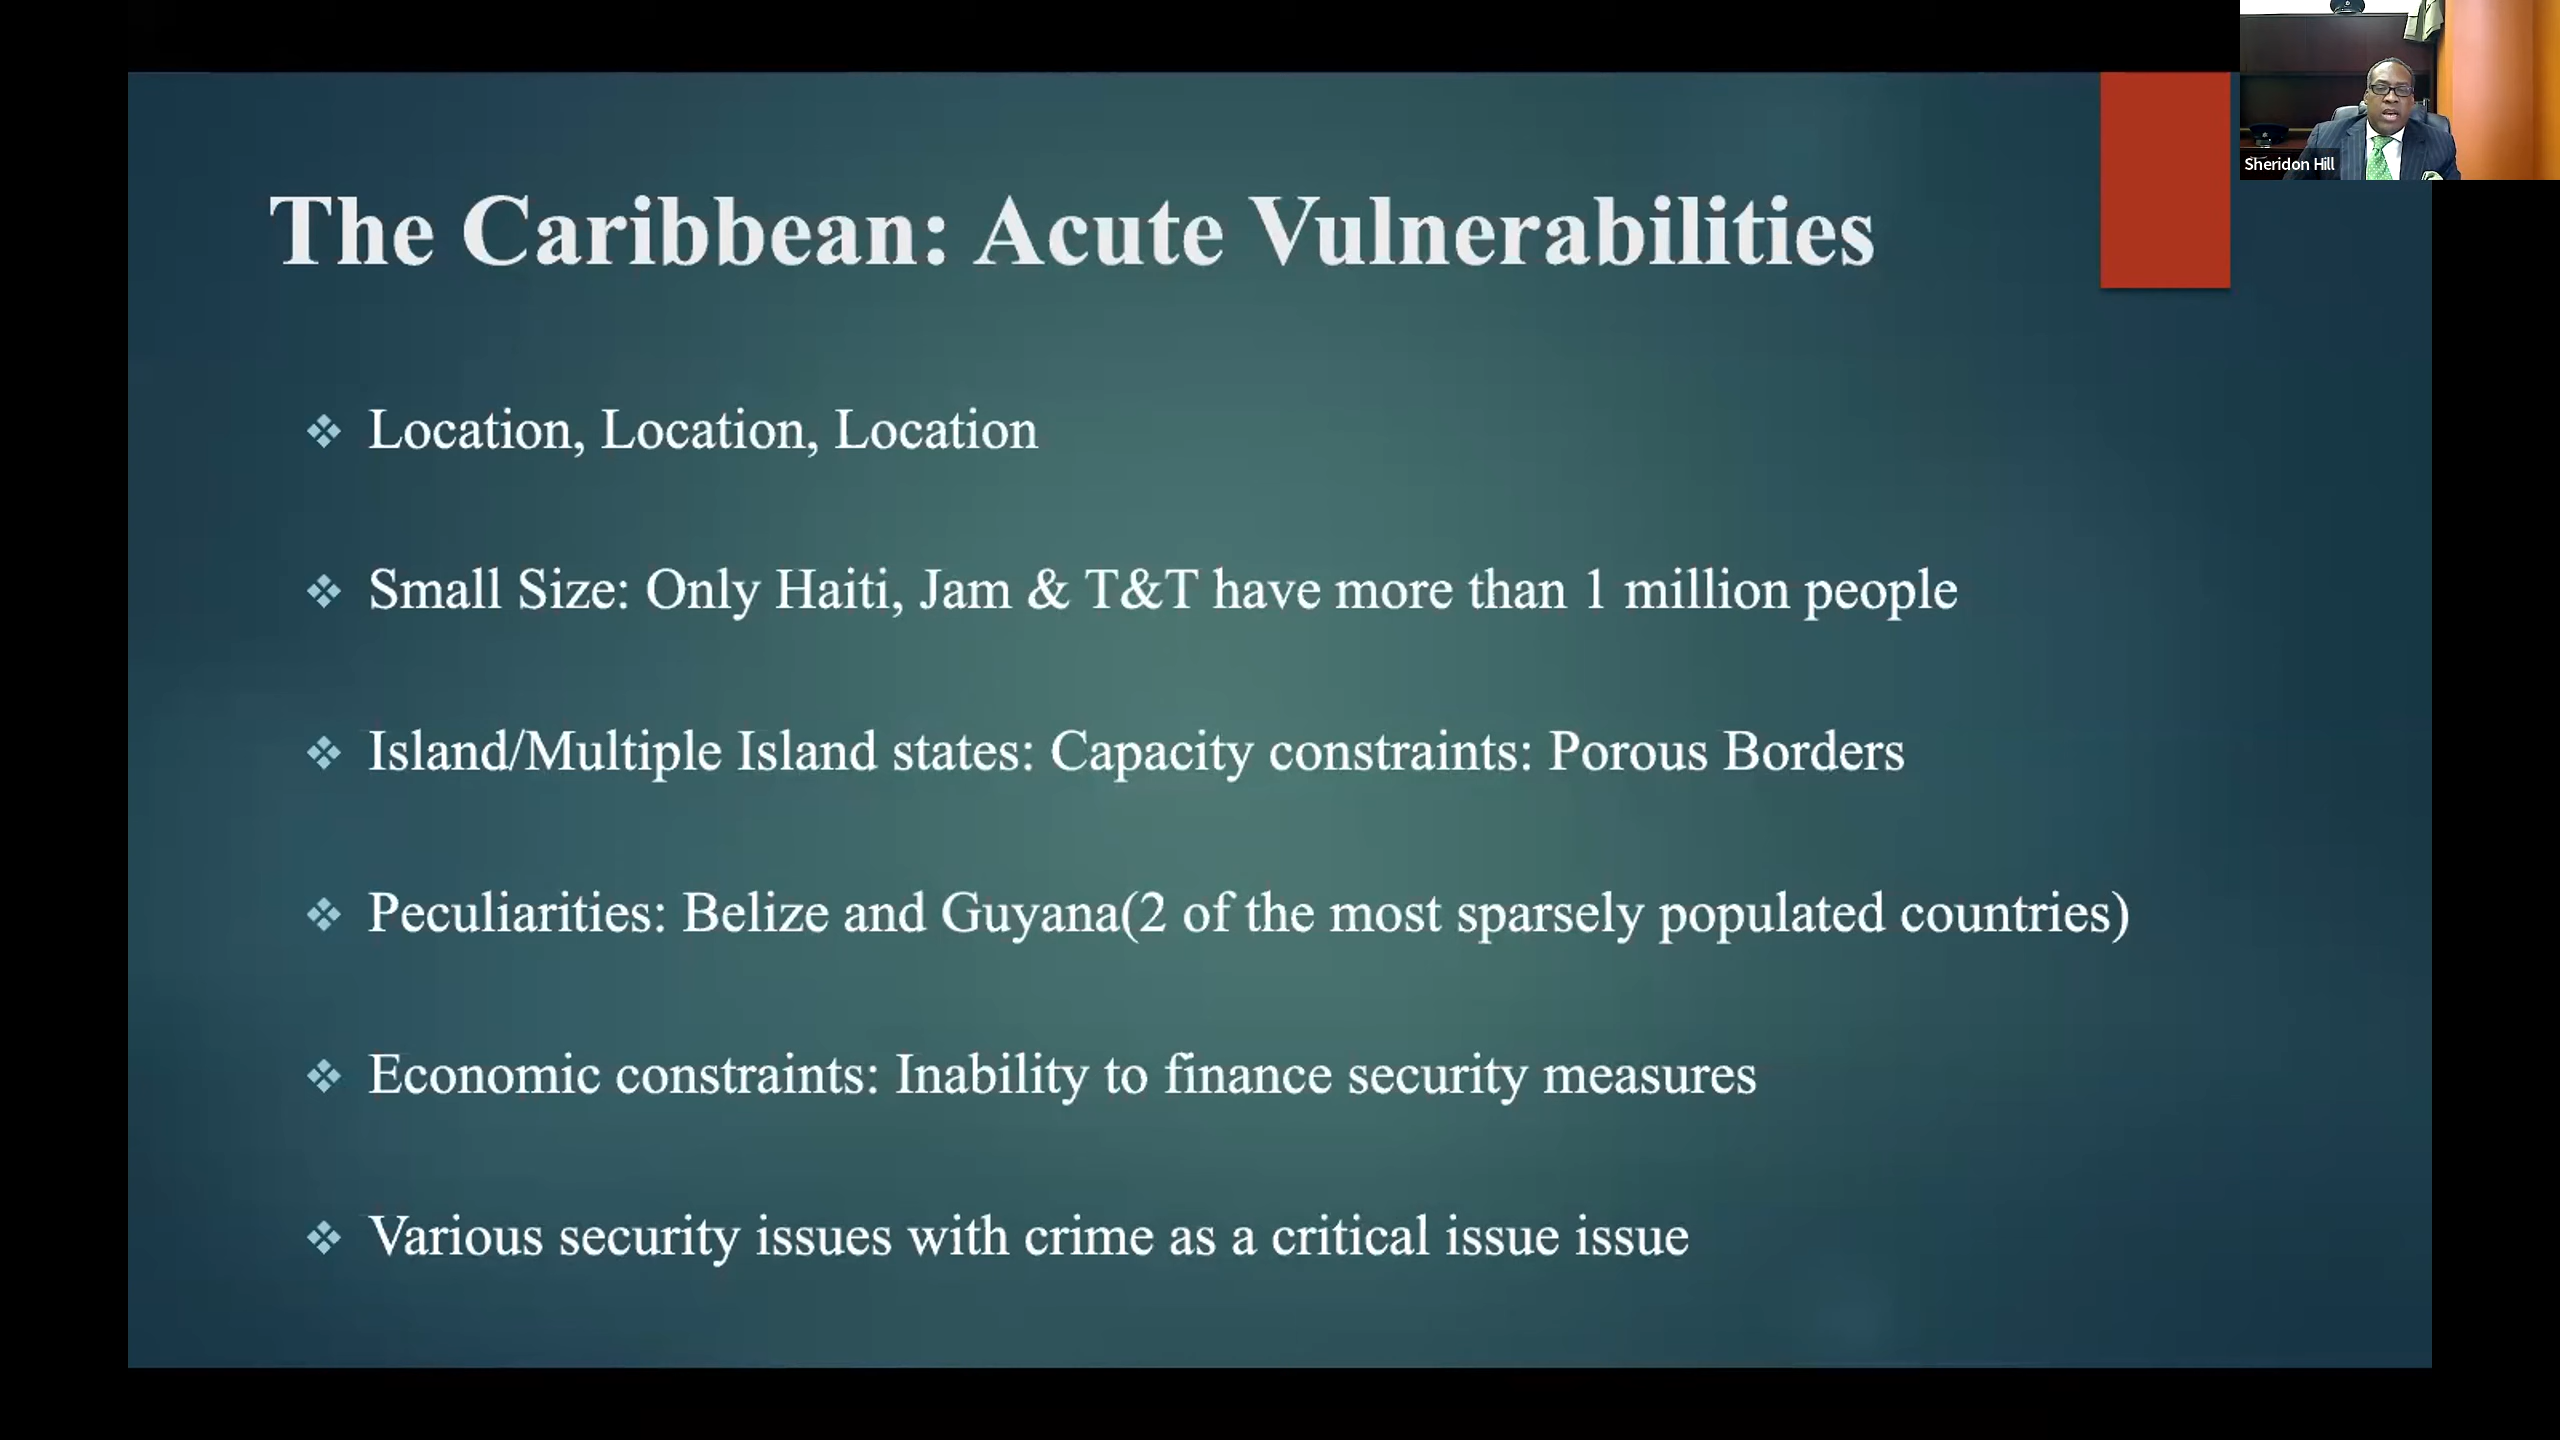 Sheridon Hill
The Caribbean: Acute Vulnerabilities
Location, Location, Location
Small Size: Only Haiti, Jam & T&T have more than 1 million people
Island/Multiple Island states: Capacity constraints: Porous Borders
Peculiarities: Belize and Guyana(2 of the most sparsely populated countries)
Economic constraints: Inability to finance security measures
Various security issues with crime as a critical issue issue